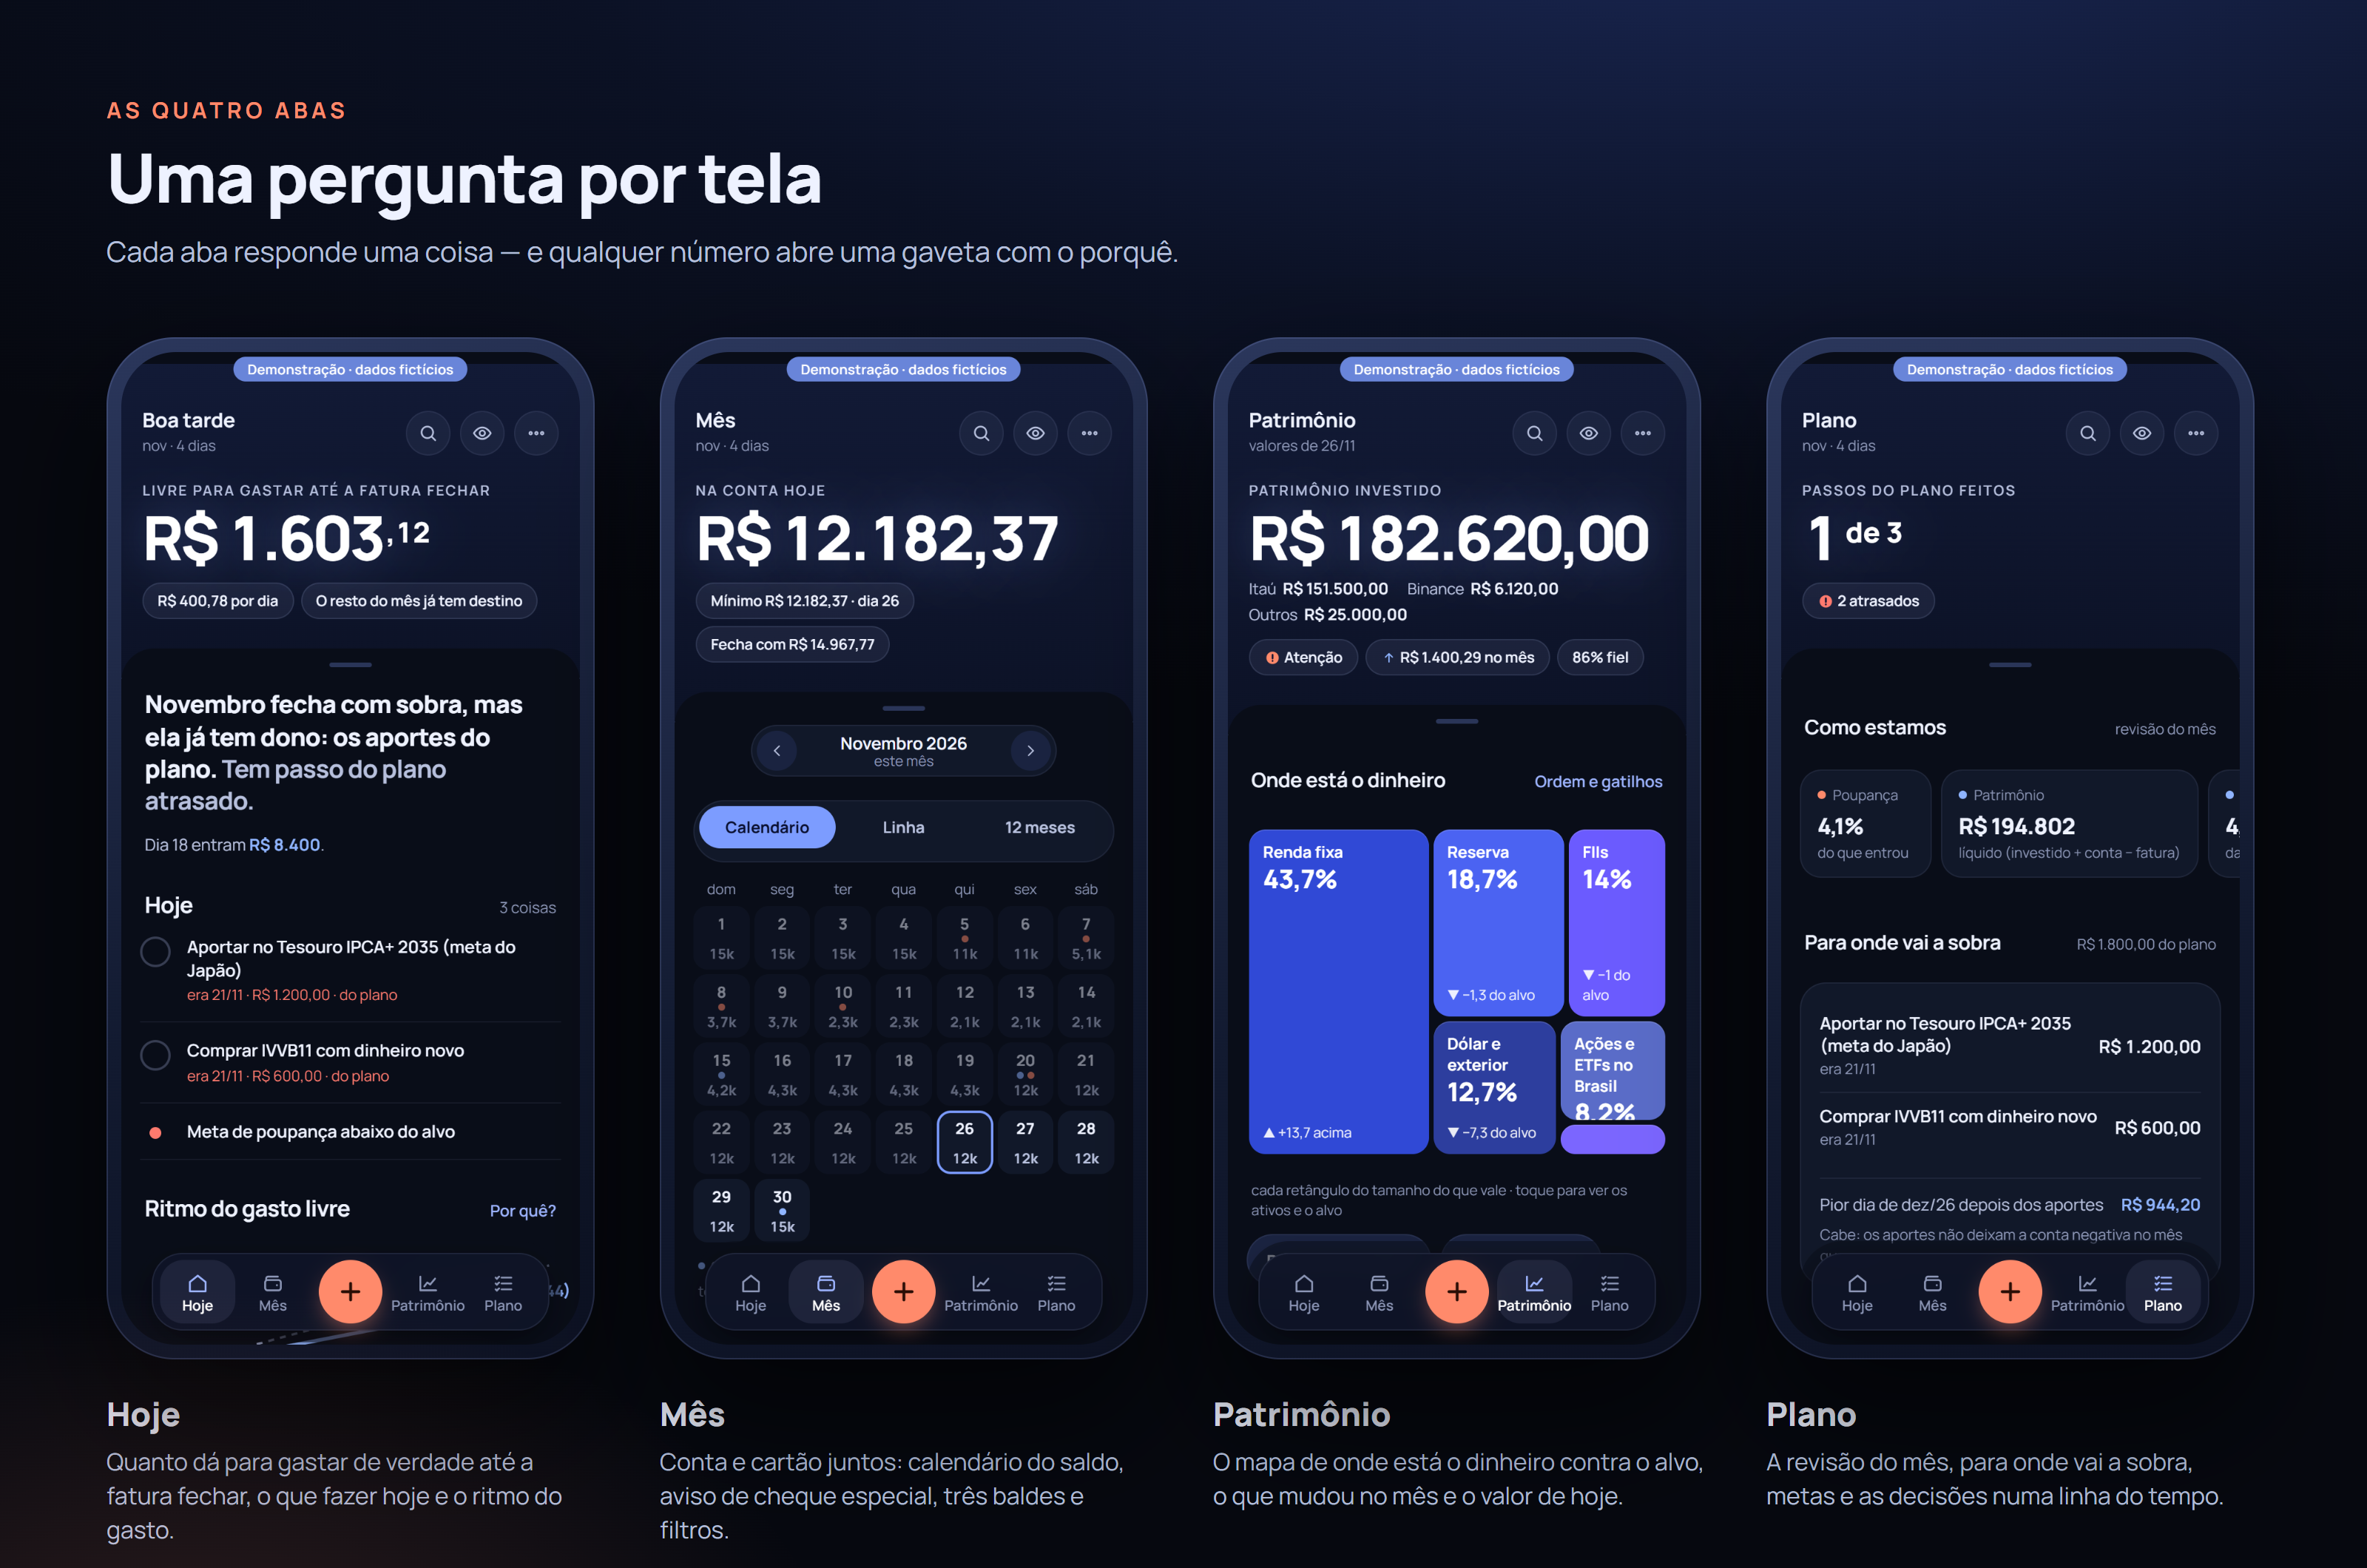 AS QUATRO ABAS
Uma pergunta por tela
Cada aba responde uma coisa — e qualquer número abre uma gaveta com o porquê.
Demonstração · dados fictícios
Boa tarde
nov · 4 dias
LIVRE PARA GASTAR ATÉ A FATURA FECHAR
R$ 1.603,12
R$ 400,78 por dia
O resto do mês já tem destino
Novembro fecha com sobra, mas
ela já tem dono: os aportes do
plano. Tem passo do plano
atrasado.
Dia 18 entram R$ 8.400.
Hoje
3 coisas
Aportar no Tesouro IPCA+ 2035 (meta do
Japão)
era 21/11 · R$ 1.200,00 · do plano
Comprar IVVB11 com dinheiro novo
era 21/11 · R$ 600,00 · do plano
Meta de poupança abaixo do alvo
Ritmo do gasto livre
Por quê?
Hoje
Mês
+
Patrimônio
Plano
Hoje
Quanto dá para gastar de verdade até a
fatura fechar, o que fazer hoje e o ritmo do
gasto.
Demonstração · dados fictícios
Mês
nov · 4 dias
NA CONTA HOJE
R$ 12.182,37
Mínimo R$ 12.182,37 · dia 26
Fecha com R$ 14.967,77
Novembro 2026
este mês
Calendário
Linha
12 meses
dom seg ter qua qui sex sáb
1 2 3 4 5 6 7
15k 15k 15k 15k 11k 11k 5,1k
8 9 10 11 12 13 14
3,7k 3,7k 2,3k 2,3k 2,1k 2,1k 2,1k
15 16 17 18 19 20 21
4,2k 4,3k 4,3k 4,3k 4,3k 12k 12k
22 23 24 25 26 27 28
12k 12k 12k 12k 12k 12k 12k
29 30
12k 15k
Hoje
Mês
+
Patrimônio
Plano
Mês
Conta e cartão juntos: calendário do saldo,
aviso de cheque especial, três baldes e
filtros.
Demonstração · dados fictícios
Patrimônio
valores de 26/11
PATRIMÔNIO INVESTIDO
R$ 182.620,00
Itaú R$ 151.500,00 Binance R$ 6.120,00
Outros R$ 25.000,00
Atenção
↑ R$ 1.400,29 no mês
86% fiel
Onde está o dinheiro
Ordem e gatilhos
Renda fixa
43,7%
▲ +13,7 acima
Reserva
18,7%
▼ −1,3 do alvo
FIIs
14%
▼ −1 do
alvo
Dólar e
exterior
12,7%
▼ −7,3 do alvo
Ações e
ETFs no
Brasil
8,2%
cada retângulo do tamanho do que vale · toque para ver os
ativos e o alvo
Hoje
Mês
+
Patrimônio
Plano
Patrimônio
O mapa de onde está o dinheiro contra o alvo,
o que mudou no mês e o valor de hoje.
Demonstração · dados fictícios
Plano
nov · 4 dias
PASSOS DO PLANO FEITOS
1 de 3
2 atrasados
Como estamos
revisão do mês
Poupança
4,1%
do que entrou
Patrimônio
R$ 194.802
líquido (investido + conta − fatura)
Para onde vai a sobra
R$ 1.800,00 do plano
Aportar no Tesouro IPCA+ 2035
(meta do Japão)
era 21/11
R$ 1.200,00
Comprar IVVB11 com dinheiro novo
era 21/11
R$ 600,00
Pior dia de dez/26 depois dos aportes R$ 944,20
Cabe: os aportes não deixam a conta negativa no mês
Hoje
Mês
+
Patrimônio
Plano
Plano
A revisão do mês, para onde vai a sobra,
metas e as decisões numa linha do tempo.